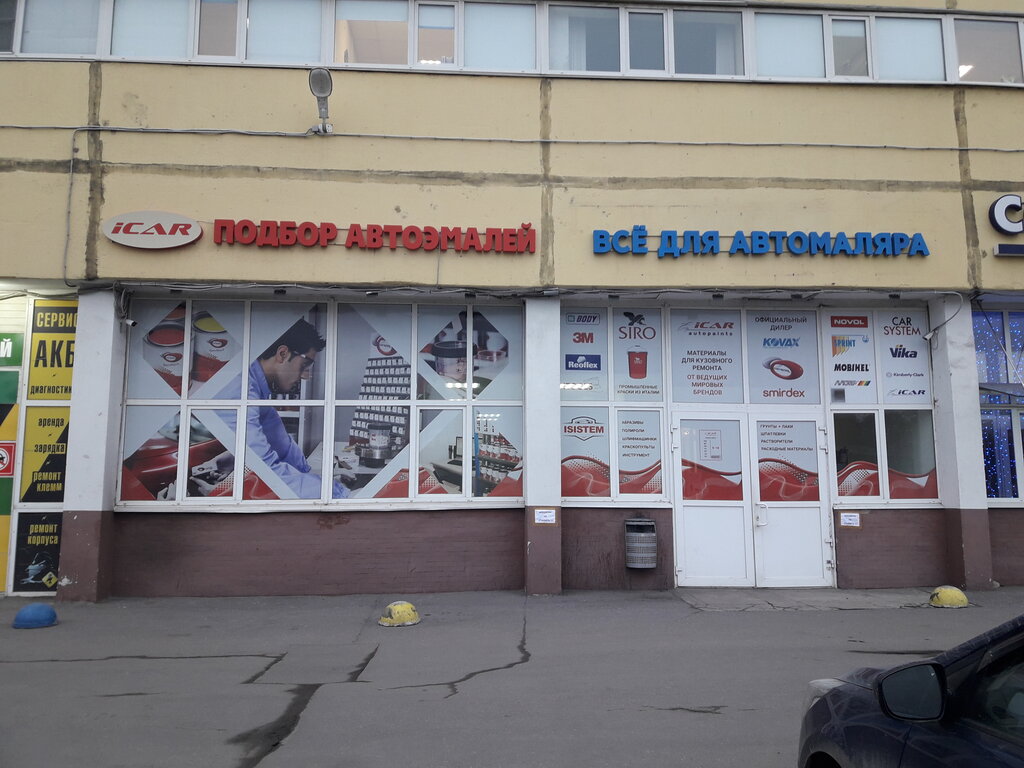 iCAR
ПОДБОР АВТОЭМАЛЕЙ
ВСЁ ДЛЯ АВТОМАЛЯРА
С
Й
СЕРВИС
АКБ
диагностика
аренда
зарядка
ремонт
клемм
ремонт
корпуса
BODY
3M
Reoflex
SIRO
ПРОМЫШЛЕННЫЕ
КРАСКИ ИЗ ИТАЛИИ
iCAR
autopaints
МАТЕРИАЛЫ
ДЛЯ КУЗОВНОГО
РЕМОНТА
ОТ ВЕДУЩИХ
МИРОВЫХ
БРЕНДОВ
ОФИЦИАЛЬНЫЙ
ДИЛЕР
KOVAX
smirdex
NOVOL
SPRINT
MOBIHEL
CAR
SYSTEM
Vika
Kimberly-Clark
iCAR
ISISTEM
АБРАЗИВЫ
ПОЛИРОЛИ
ШЛИФМАШИНКИ
КРАСКОПУЛЬТЫ
ИНСТРУМЕНТ
ГРУНТЫ + ЛАКИ
ШПАТЛЕВКИ
РАСТВОРИТЕЛИ
РАСХОДНЫЕ МАТЕРИАЛЫ